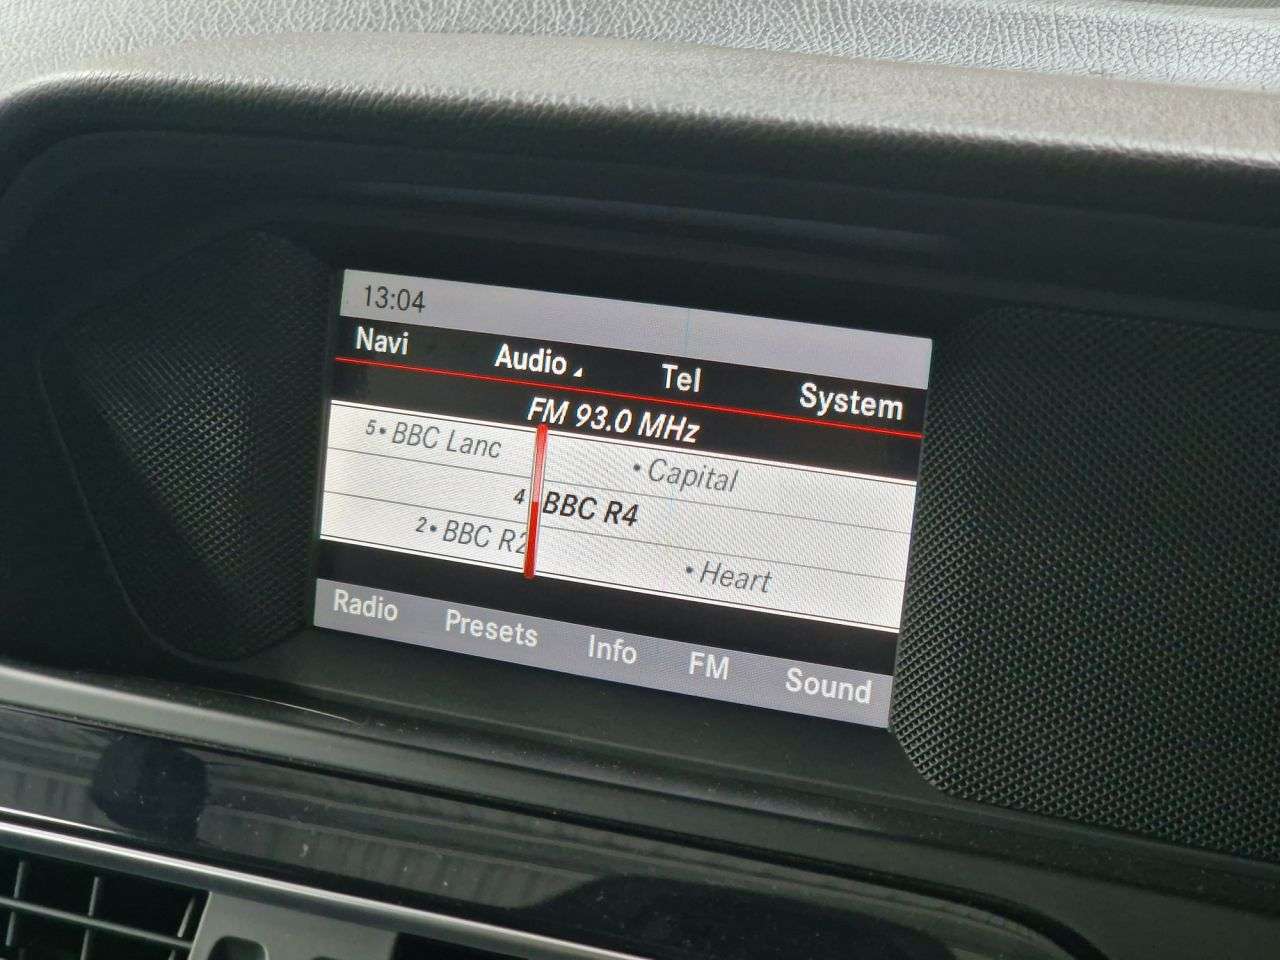 13:04
Navi Audio Tel System
FM 93.0 MHz
5• BBC Lanc •Capital
4 BBC R4
2• BBC R2 •Heart
Radio Presets Info FM Sound